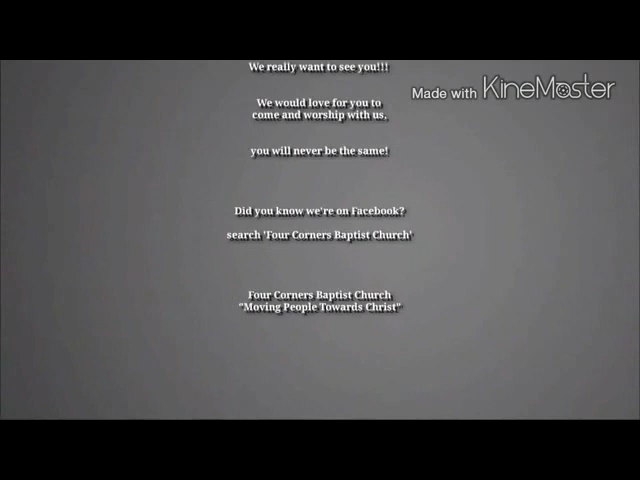 We really want to see you!!!
Made with KINEMASTER
We would love for you to
come and worship with us,
you will never be the same!
Did you know we're on Facebook?
search 'Four Corners Baptist Church'
Four Corners Baptist Church
"Moving People Towards Christ"